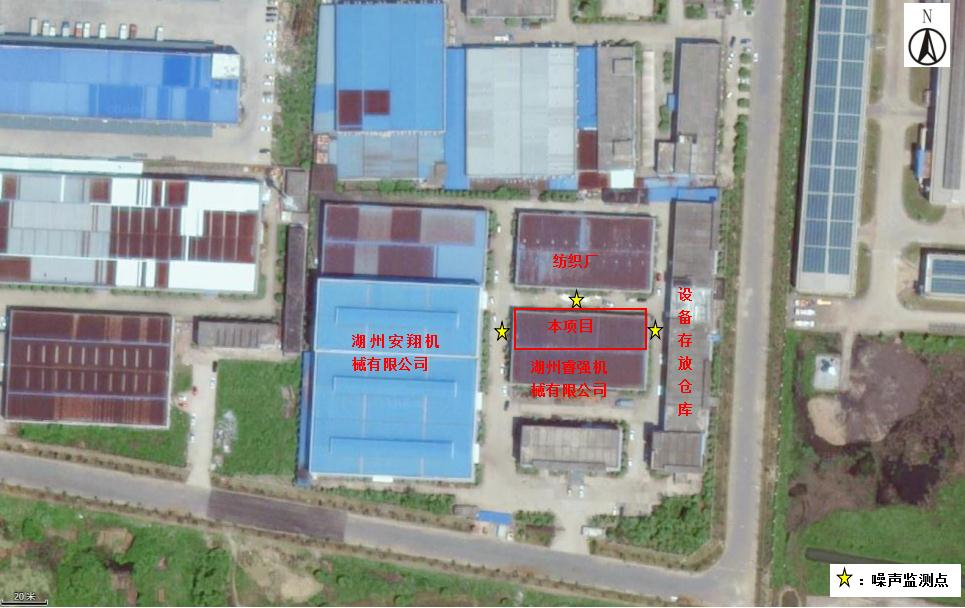 N
纺织厂
本项目
湖州安翔机
械有限公司
湖州睿强机
械有限公司
设备存放仓库
：噪声监测点
20米